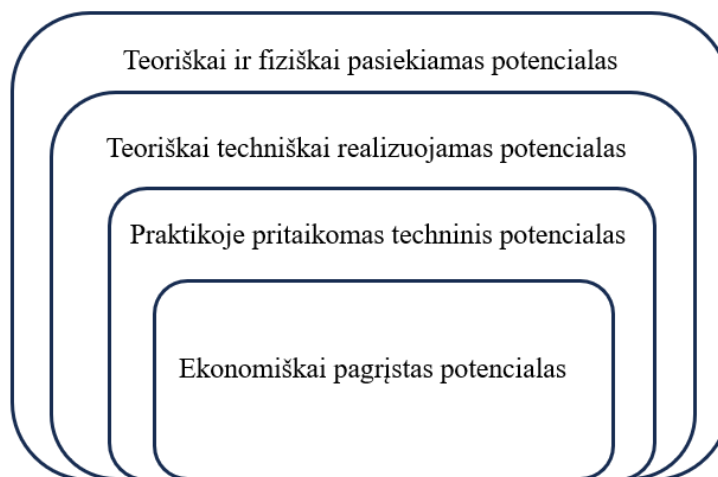 Teoriškai ir fiziškai pasiekiamas potencialas
Teoriškai techniškai realizuojamas potencialas
Praktikoje pritaikomas techninis potencialas
Ekonomiškai pagrįstas potencialas